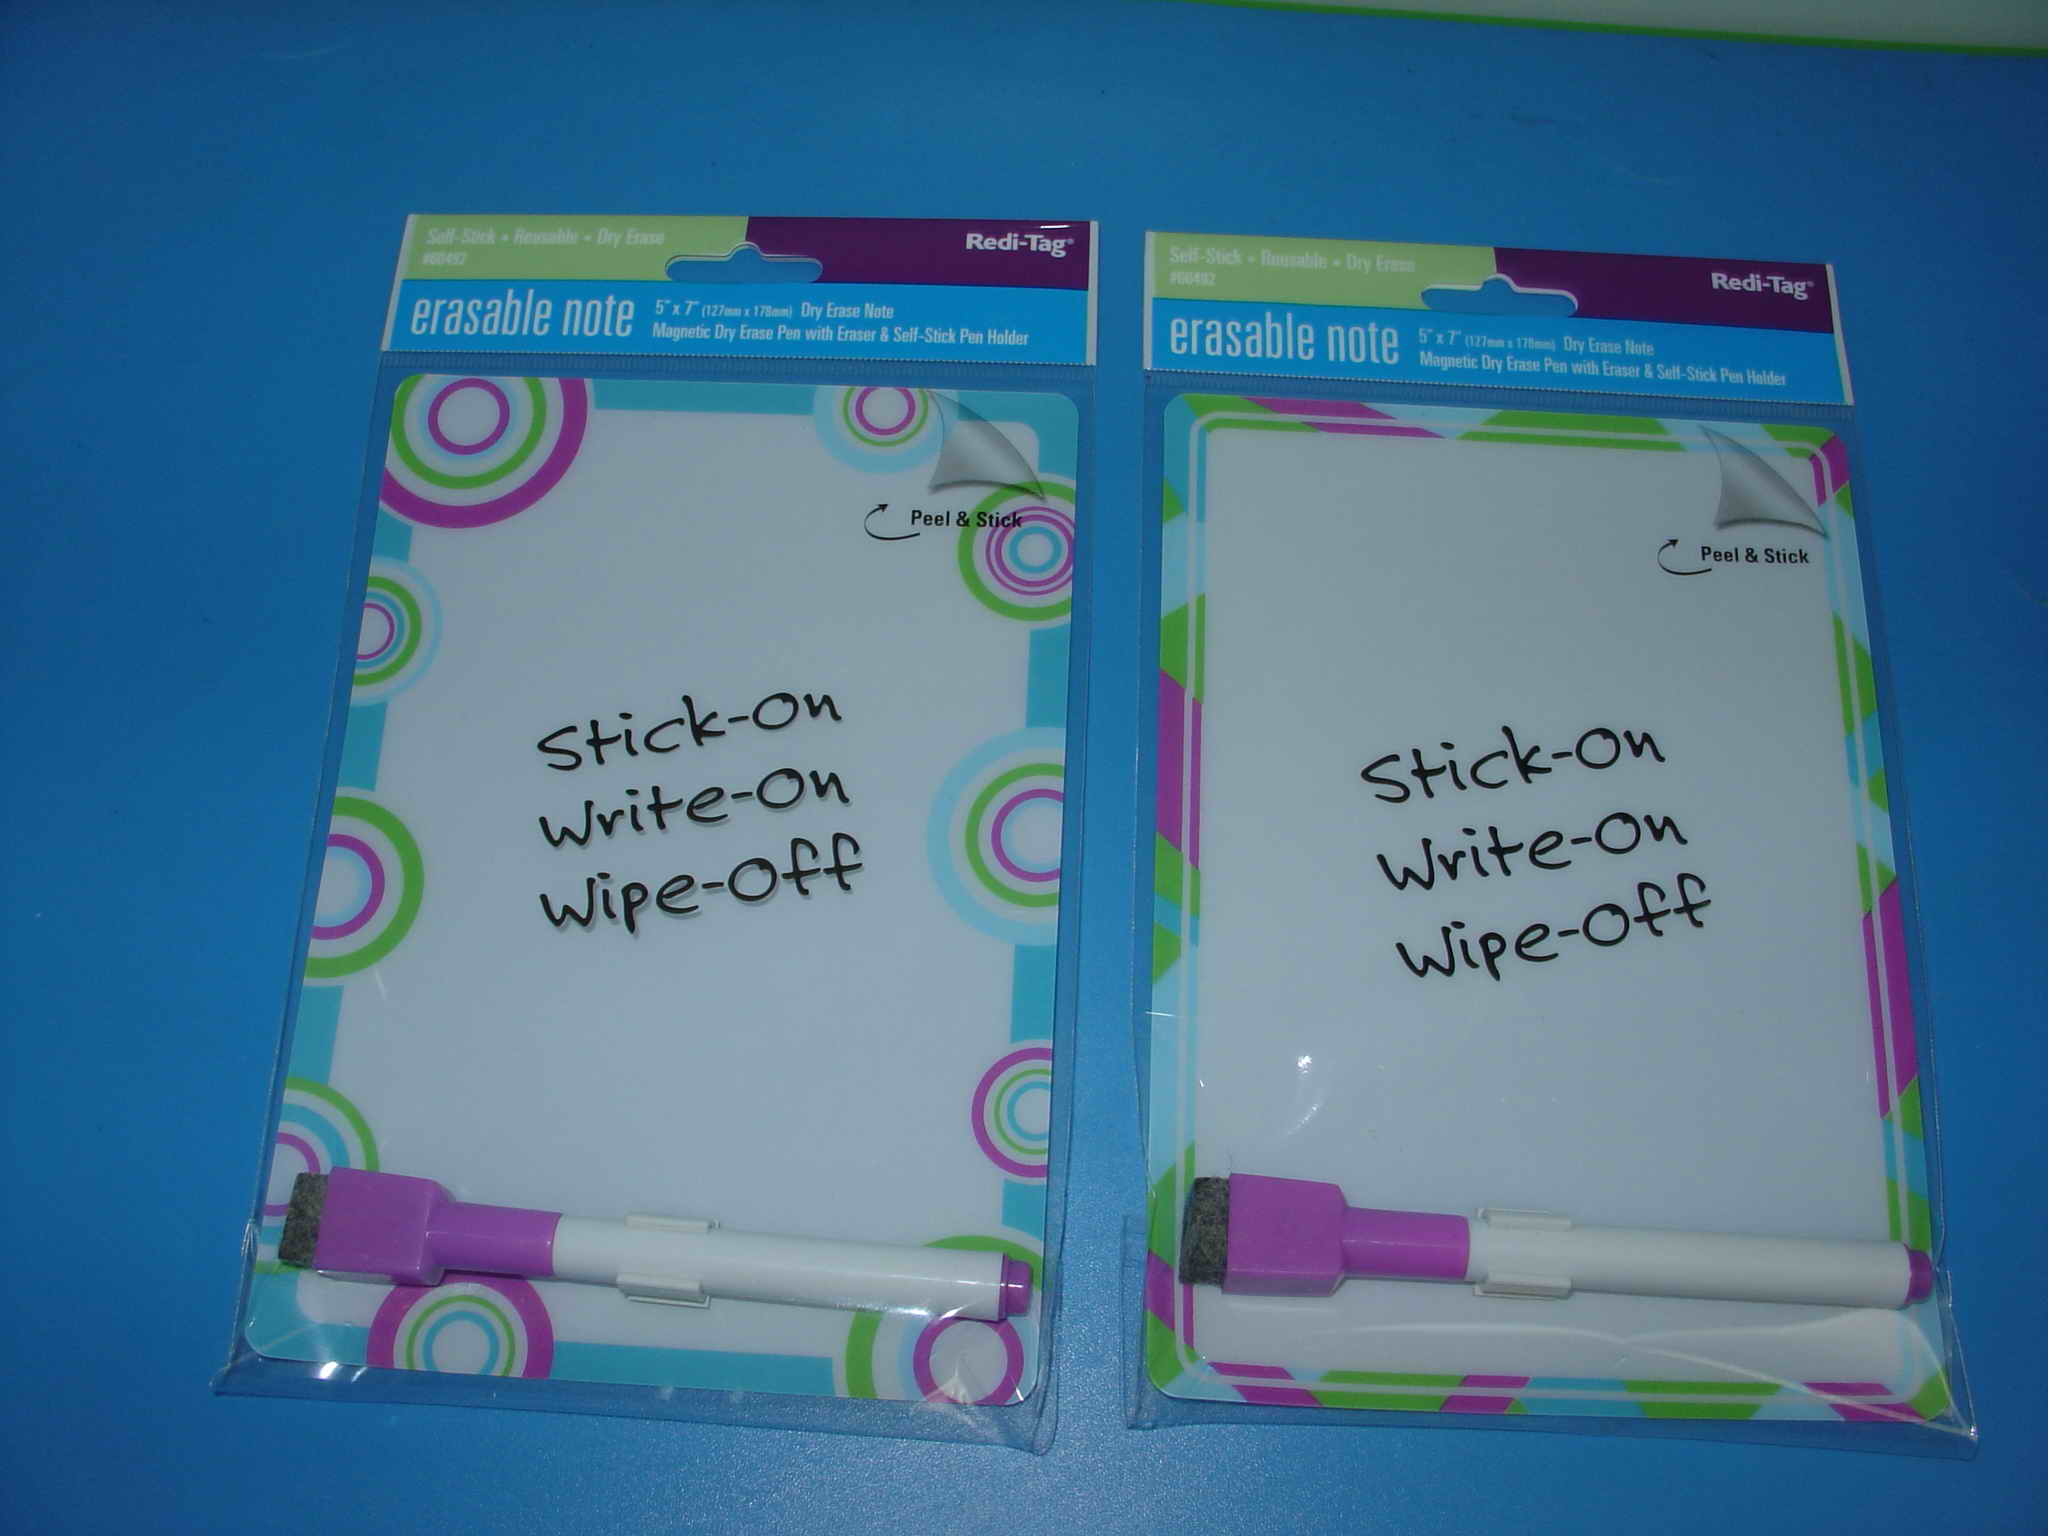 Self-Stick • Reusable • Dry Erase
#60492
Redi-Tag®
erasable note
5" x 7" (127mm x 178mm) Dry Erase Note
Magnetic Dry Erase Pen with Eraser & Self-Stick Pen Holder
Peel & Stick
Stick-On
Write-On
Wipe-Off
Self-Stick • Reusable • Dry Erase
#60492
Redi-Tag®
erasable note
5" x 7" (127mm x 178mm) Dry Erase Note
Magnetic Dry Erase Pen with Eraser & Self-Stick Pen Holder
Peel & Stick
Stick-On
Write-On
Wipe-Off